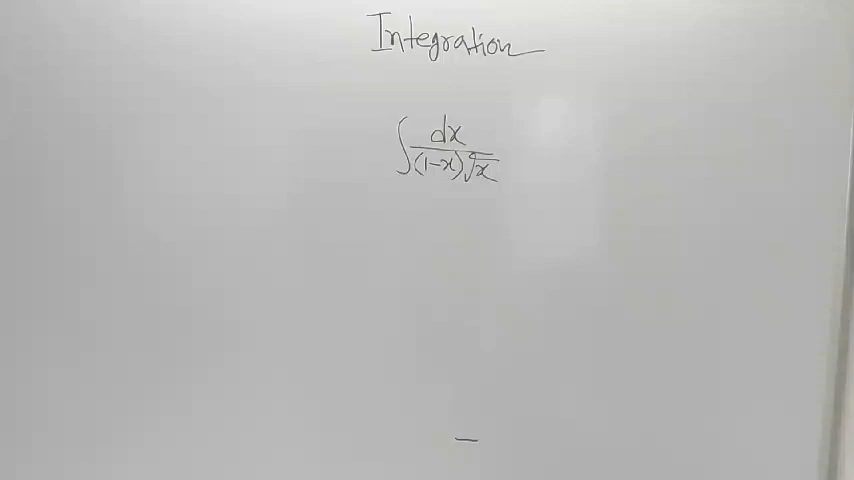 Integration
∫ dx / (1-x)√x